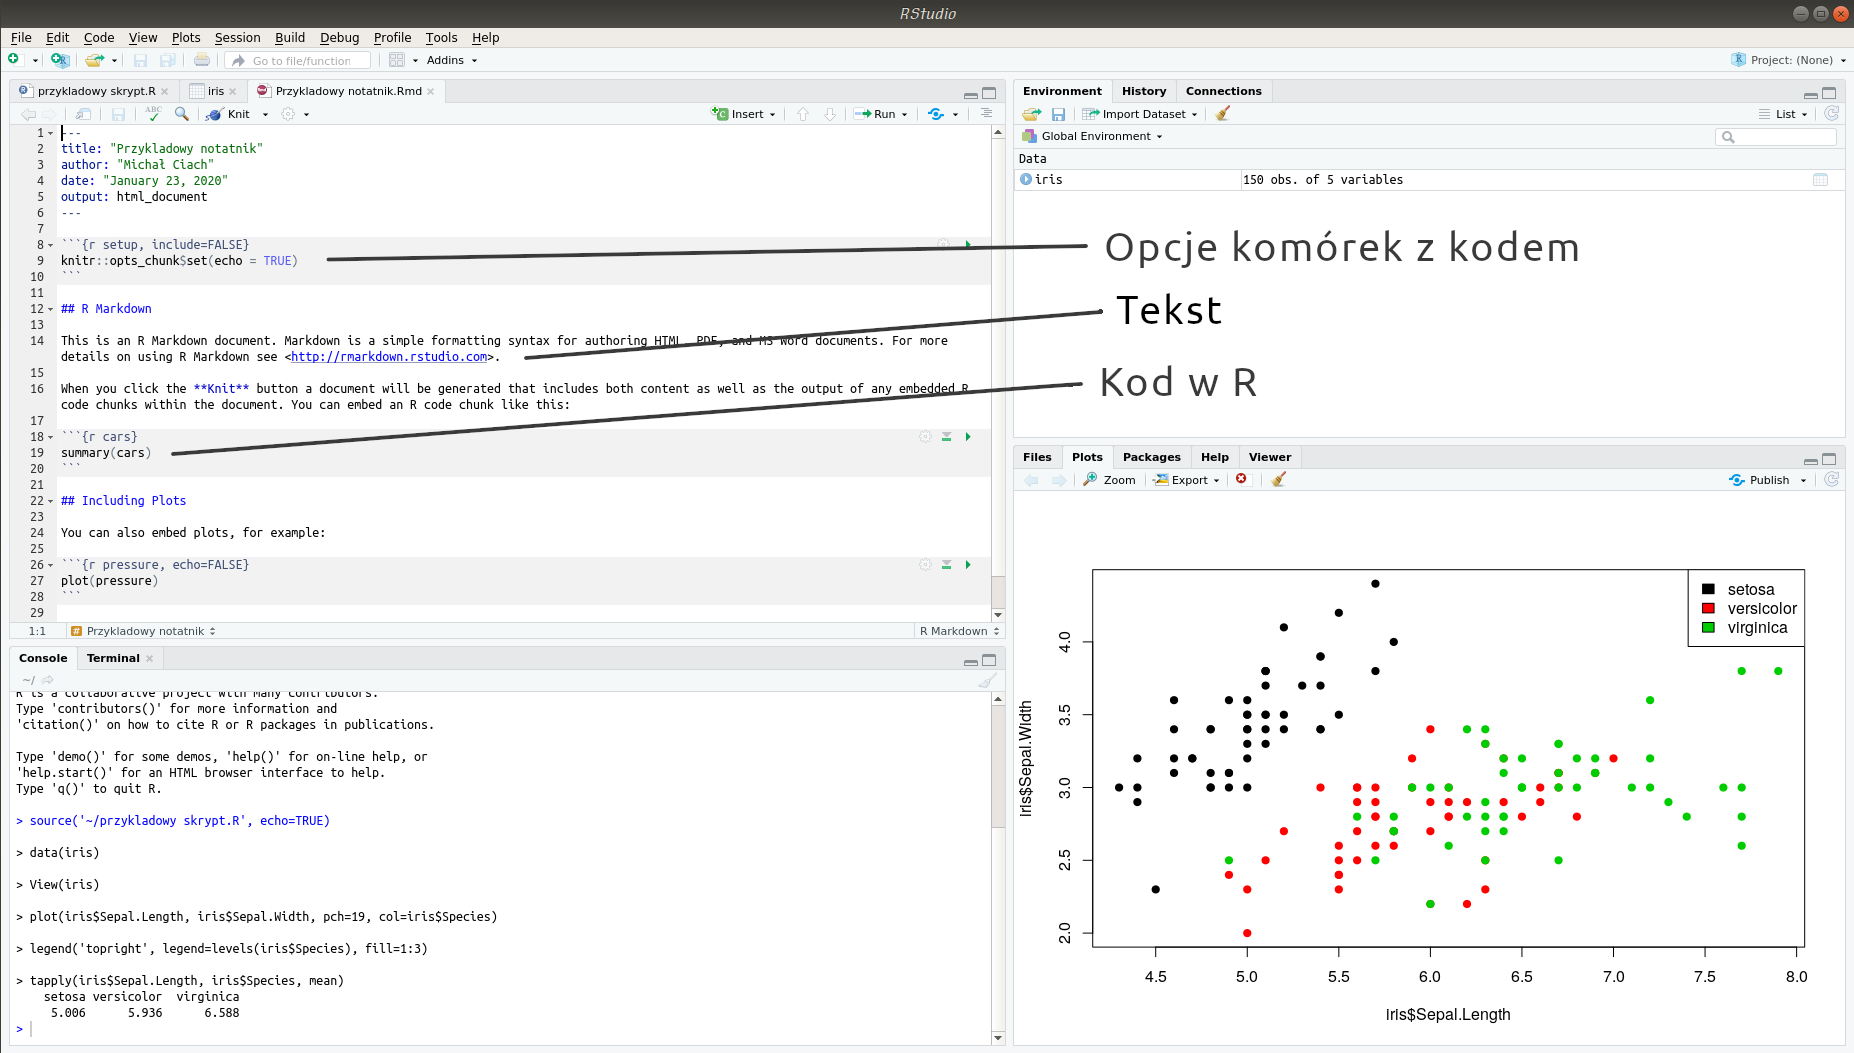 RStudio
File Edit Code View Plots Session Build Debug Profile Tools Help
Go to file/function Addins Project: (None)
przykladowy skrypt.R iris Przykladowy notatnik.Rmd
ABC Knit Insert Run
1 ---
2 title: "Przykladowy notatnik"
3 author: "Michał Ciach"
4 date: "January 23, 2020"
5 output: html_document
6 ---
7
8 ```{r setup, include=FALSE}
9 knitr::opts_chunk$set(echo = TRUE)
10 ```
11
12 ## R Markdown
13
14 This is an R Markdown document. Markdown is a simple formatting syntax for authoring HTML, PDF, and MS Word documents. For more
details on using R Markdown see <http://rmarkdown.rstudio.com>.
15
16 When you click the **Knit** button a document will be generated that includes both content as well as the output of any embedded R
code chunks within the document. You can embed an R code chunk like this:
17
18 ```{r cars}
19 summary(cars)
20 ```
21
22 ## Including Plots
23
24 You can also embed plots, for example:
25
26 ```{r pressure, echo=FALSE}
27 plot(pressure)
28 ```
29
1:1 # Przykladowy notatnik R Markdown
Console Terminal
~/
R is a collaborative project with many contributors.
Type 'contributors()' for more information and
'citation()' on how to cite R or R packages in publications.
Type 'demo()' for some demos, 'help()' for on-line help, or
'help.start()' for an HTML browser interface to help.
Type 'q()' to quit R.
> source('~/przykladowy skrypt.R', echo=TRUE)
> data(iris)
> View(iris)
> plot(iris$Sepal.Length, iris$Sepal.Width, pch=19, col=iris$Species)
> legend('topright', legend=levels(iris$Species), fill=1:3)
> tapply(iris$Sepal.Length, iris$Species, mean)
setosa versicolor virginica
5.006 5.936 6.588
>
Environment History Connections
Import Dataset List
Global Environment
Data
iris 150 obs. of 5 variables
Opcje komórek z kodem
Tekst
Kod w R
Files Plots Packages Help Viewer
Zoom Export Publish
setosa
versicolor
virginica
iris$Sepal.Width
4.0
3.5
3.0
2.5
2.0
4.5 5.0 5.5 6.0 6.5 7.0 7.5 8.0
iris$Sepal.Length